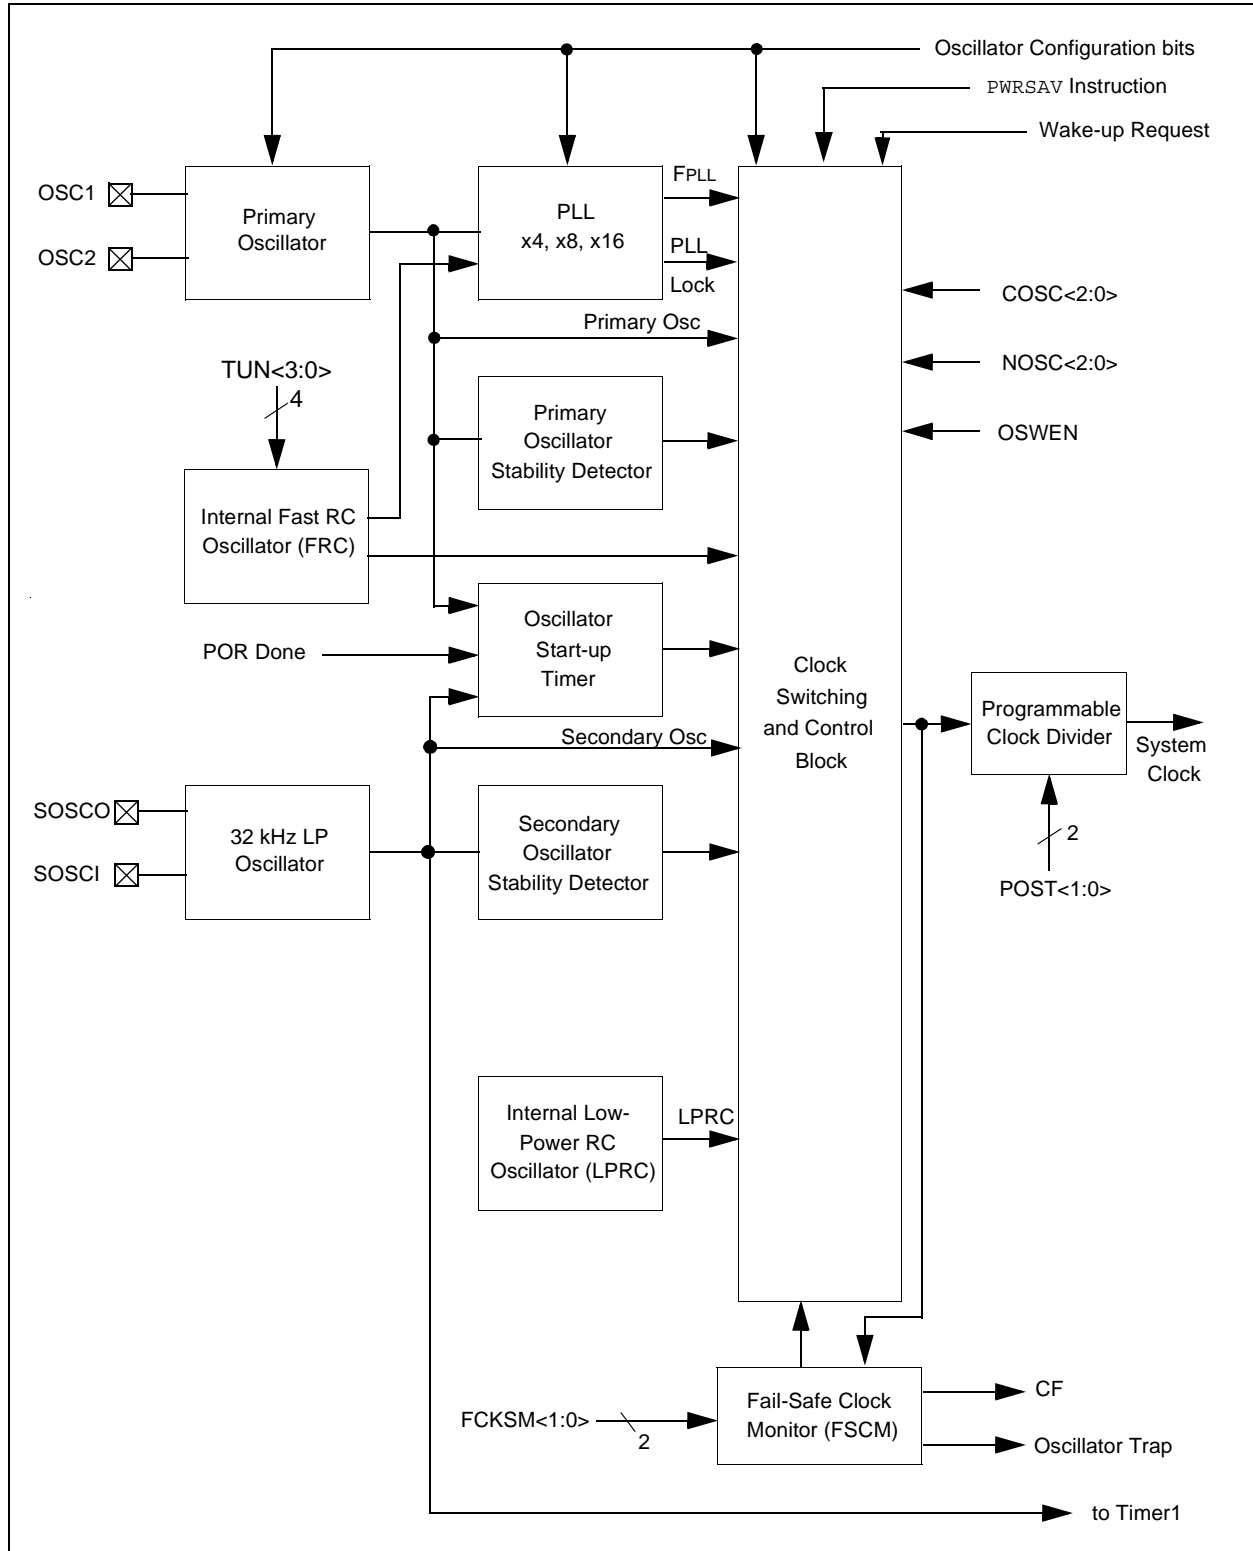 Oscillator Configuration bits
PWRSAV Instruction
Wake-up Request
OSC1
OSC2
Primary
Oscillator
PLL
x4, x8, x16
FPLL
PLL
Lock
COSC<2:0>
Primary Osc
NOSC<2:0>
TUN<3:0>
4
Primary
Oscillator
Stability Detector
OSWEN
Internal Fast RC
Oscillator (FRC)
Oscillator
Start-up
Timer
POR Done
Clock
Switching
and Control
Block
Programmable
Clock Divider
System
Clock
Secondary Osc
SOSCO
SOSCI
32 kHz LP
Oscillator
Secondary
Oscillator
Stability Detector
2
POST<1:0>
Internal Low-
Power RC
Oscillator (LPRC)
LPRC
FCKSM<1:0>
2
Fail-Safe Clock
Monitor (FSCM)
CF
Oscillator Trap
to Timer1